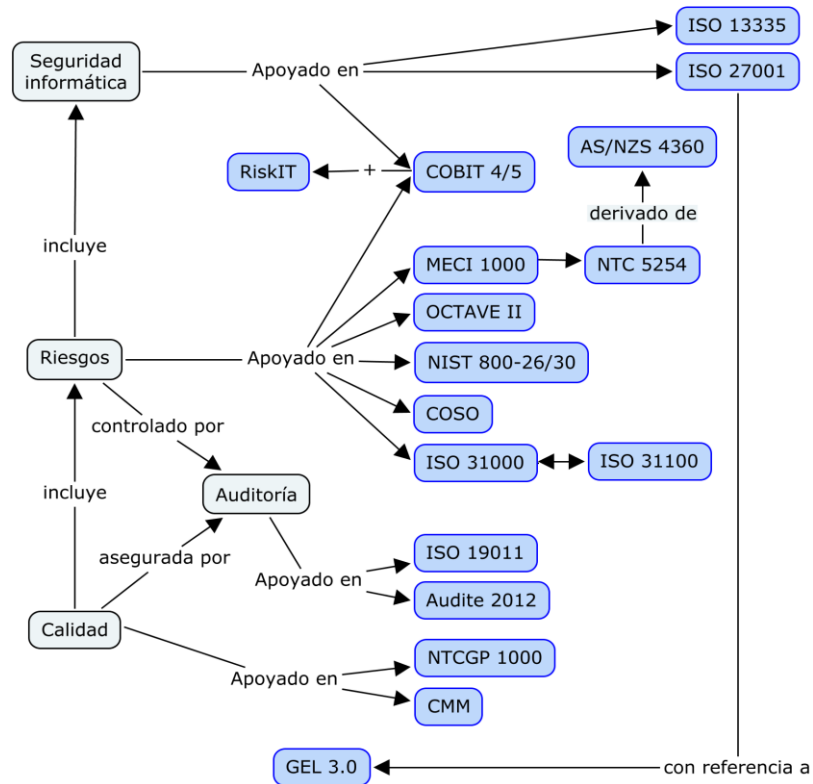 ISO 13335
Seguridad
informática
Apoyado en
ISO 27001
AS/NZS 4360
RiskIT
+
COBIT 4/5
derivado de
incluye
MECI 1000
NTC 5254
OCTAVE II
Riesgos
Apoyado en
NIST 800-26/30
controlado por
COSO
ISO 31000
ISO 31100
incluye
Auditoría
asegurada por
ISO 19011
Apoyado en
Audite 2012
Calidad
NTCGP 1000
Apoyado en
CMM
GEL 3.0
con referencia a